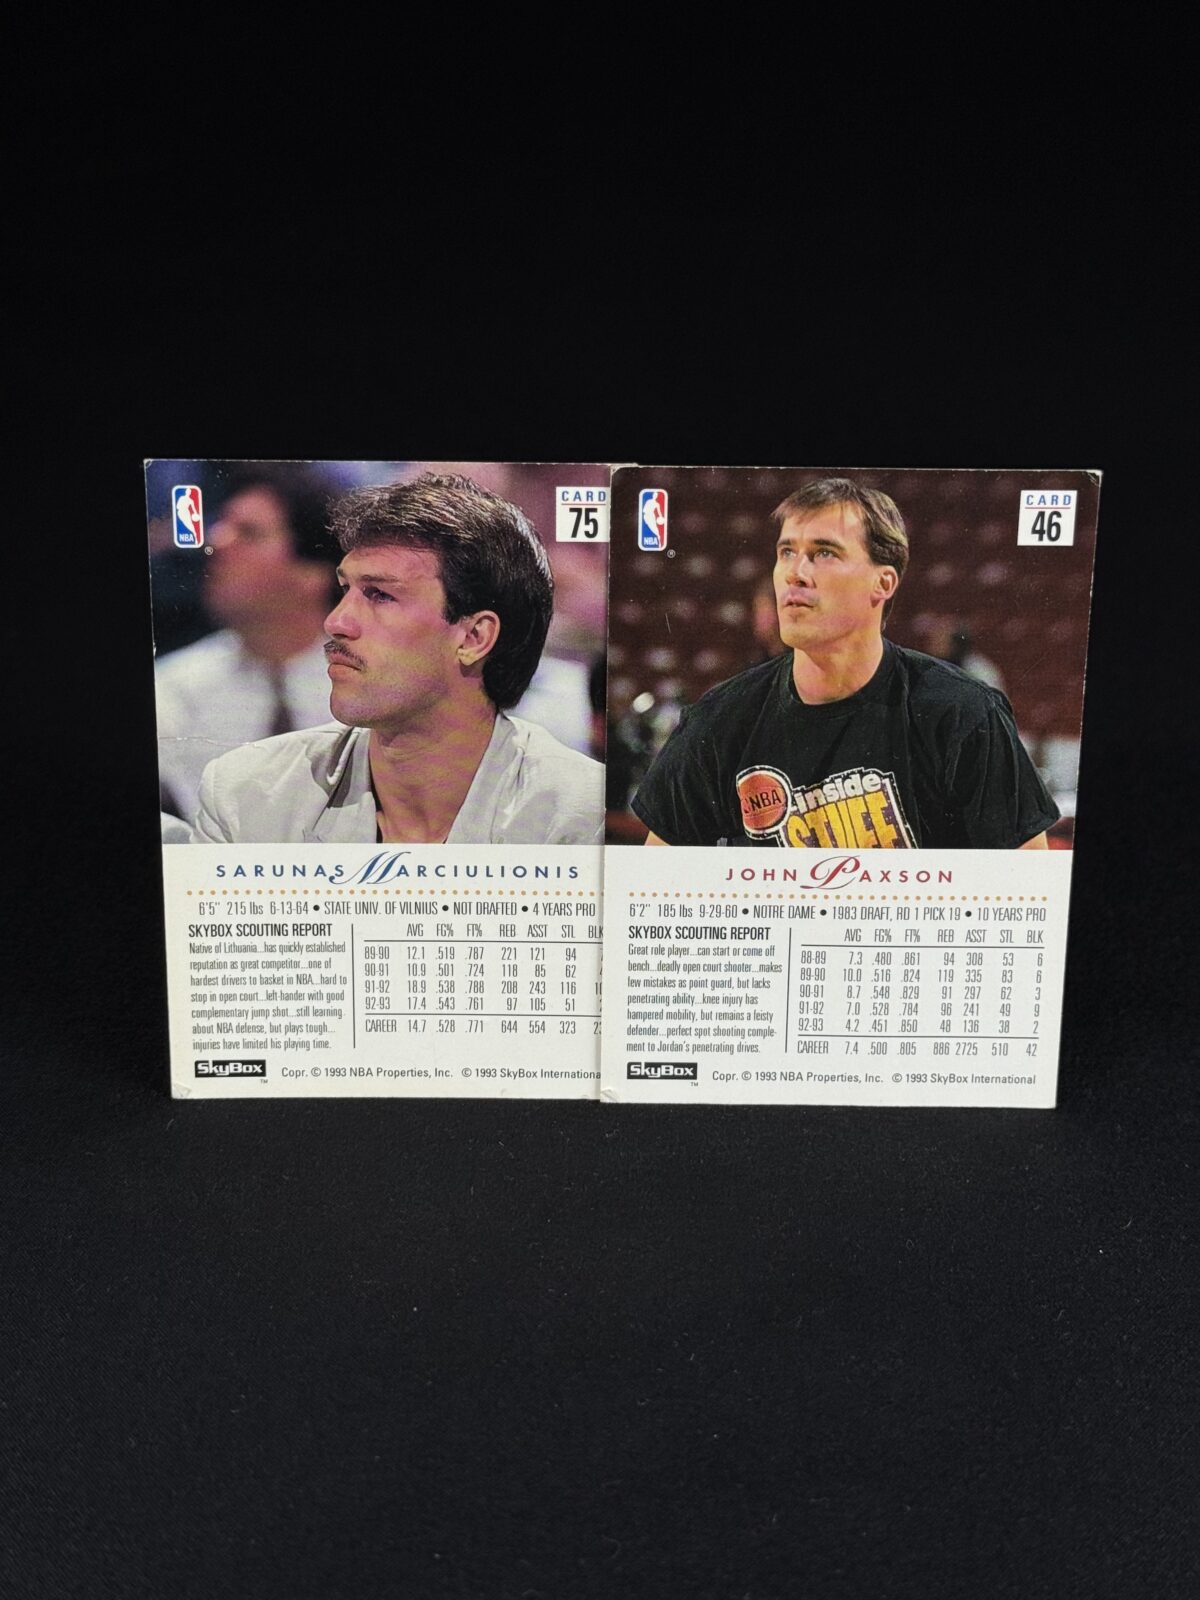 NBA
®
CARD
75
SARUNAS MARCIULIONIS
6'5" 215 lbs 6-13-64 • STATE UNIV. OF VILNIUS • NOT DRAFTED • 4 YEARS PRO
SKYBOX SCOUTING REPORT
Native of Lithuania...has quickly established
reputation as great competitor...one of
hardest drivers to basket in NBA...hard to
stop in open court...left-hander with good
complementary jump shot...still learning
about NBA defense, but plays tough...
injuries have limited his playing time.
AVG FG% FT% REB ASST STL BLK
89-90 12.1 .519 .787 221 121 94
90-91 10.9 .501 .724 118 85 62
91-92 18.9 .538 .788 208 243 116
92-93 17.4 .543 .761 97 105 51
CAREER 14.7 .528 .771 644 554 323
SkyBox
TM
Copr. © 1993 NBA Properties, Inc. © 1993 SkyBox Internationa
®
CARD
46
NBA
inside
STUFF
JOHN PAXSON
6'2" 185 lbs 9-29-60 • NOTRE DAME • 1983 DRAFT, RD 1 PICK 19 • 10 YEARS PRO
SKYBOX SCOUTING REPORT
Great role player...can start or come off
bench...deadly open court shooter...makes
few mistakes as point guard, but lacks
penetrating ability...knee injury has
hampered mobility, but remains a feisty
defender...perfect spot shooting comple-
ment to Jordan's penetrating drives.
AVG FG% FT% REB ASST STL BLK
88-89 7.3 .480 .861 94 308 53 6
89-90 10.0 .516 .824 119 335 83 6
90-91 8.7 .548 .829 91 297 62 3
91-92 7.0 .528 .784 96 241 49 9
92-93 4.2 .451 .850 48 136 38 2
CAREER 7.4 .500 .805 886 2725 510 42
SkyBox
TM
Copr. © 1993 NBA Properties, Inc. © 1993 SkyBox International